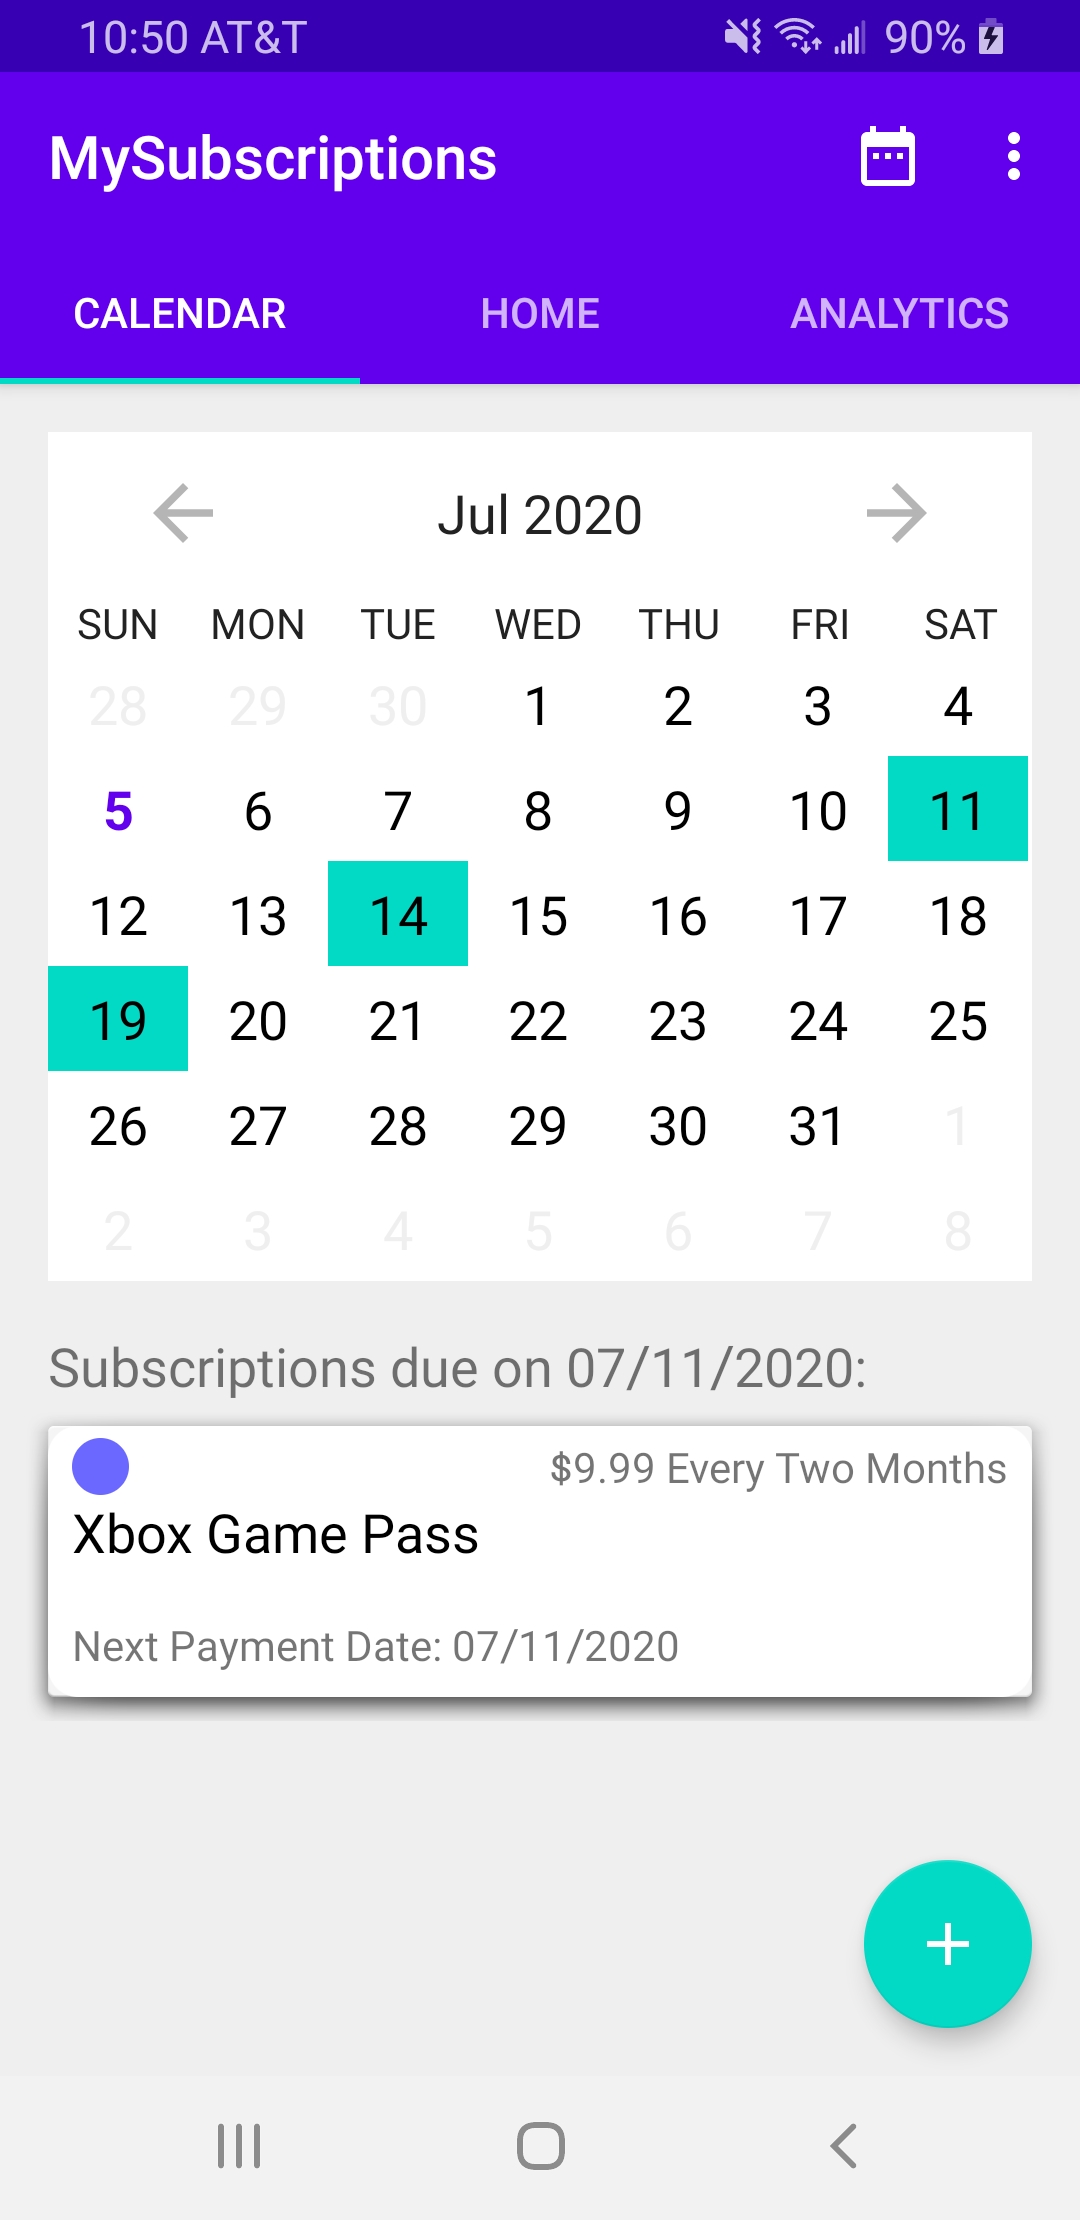 10:50 AT&T 90%
MySubscriptions
CALENDAR HOME ANALYTICS
Jul 2020
SUN MON TUE WED THU FRI SAT
28 29 30 1 2 3 4
5 6 7 8 9 10 11
12 13 14 15 16 17 18
19 20 21 22 23 24 25
26 27 28 29 30 31 1
2 3 4 5 6 7 8
Subscriptions due on 07/11/2020:
$9.99 Every Two Months
Xbox Game Pass
Next Payment Date: 07/11/2020